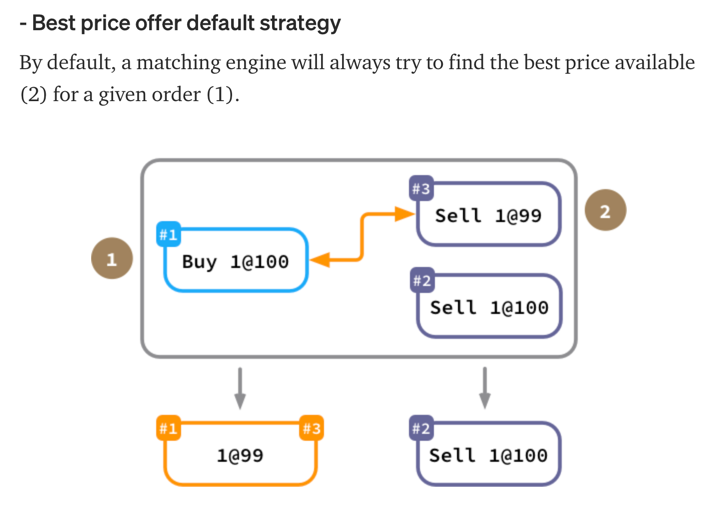 - Best price offer default strategy
By default, a matching engine will always try to find the best price available
(2) for a given order (1).
#3
Sell 1@99
2
#1
1
Buy 1@100
#2
Sell 1@100
#1
#3
1@99
#2
Sell 1@100